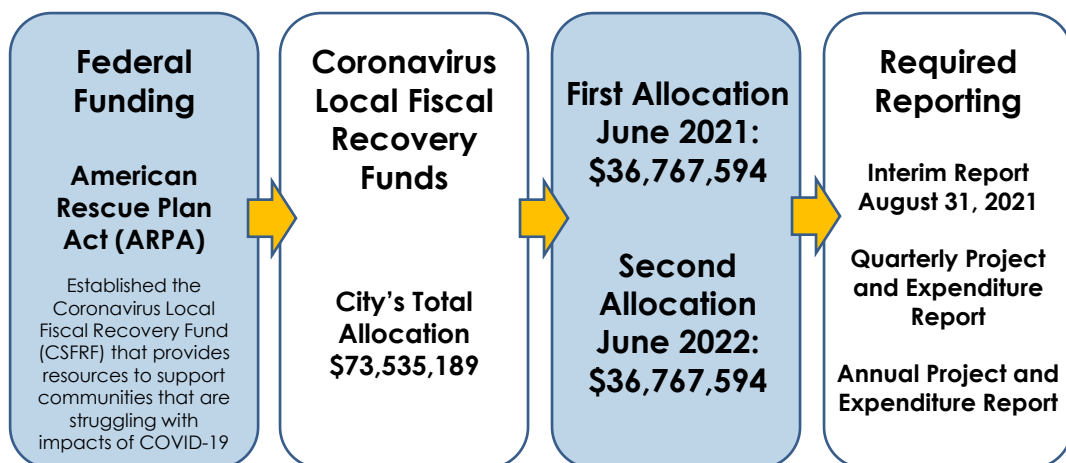 Federal
Funding
American
Rescue Plan
Act (ARPA)
Established the
Coronavirus Local
Fiscal Recovery Fund
(CSFRF) that provides
resources to support
communities that are
struggling with
impacts of COVID-19
Coronavirus
Local Fiscal
Recovery
Funds
City’s Total
Allocation
$73,535,189
First Allocation
June 2021:
$36,767,594
Second
Allocation
June 2022:
$36,767,594
Required
Reporting
Interim Report
August 31, 2021
Quarterly Project
and Expenditure
Report
Annual Project and
Expenditure Report